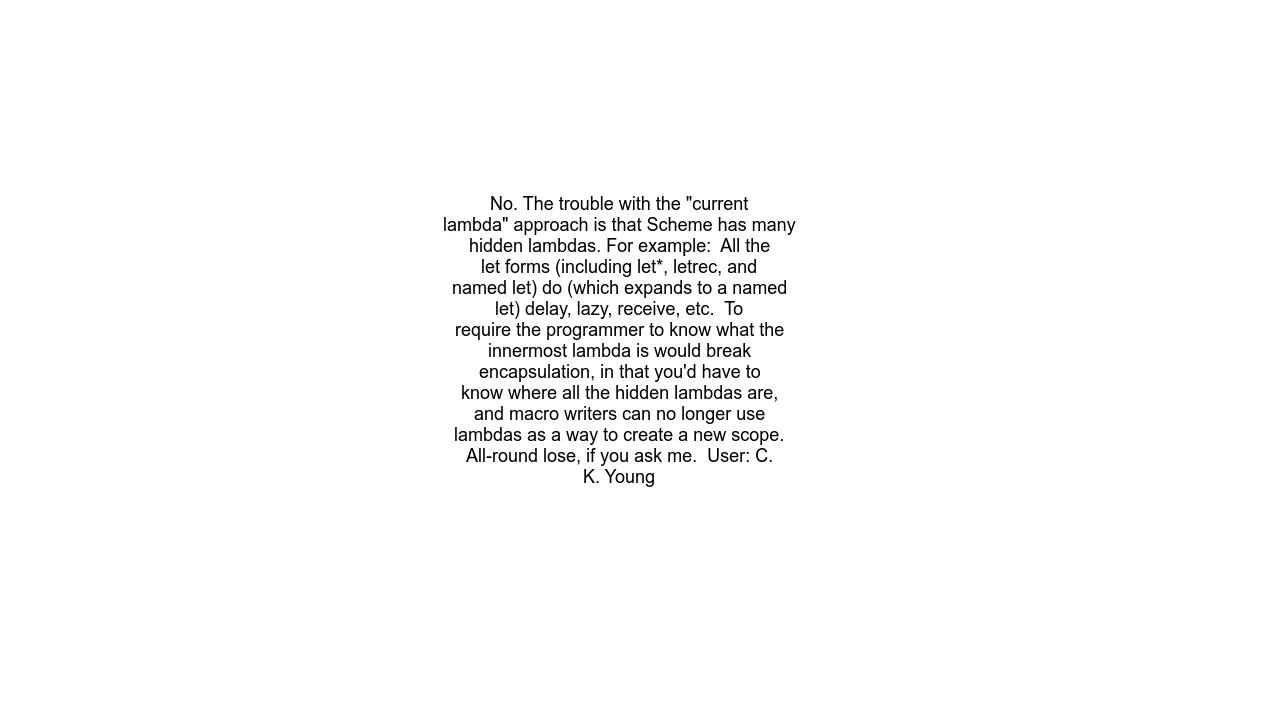 No. The trouble with the "current
lambda" approach is that Scheme has many
hidden lambdas. For example:  All the
let forms (including let*, letrec, and
named let) do (which expands to a named
let) delay, lazy, receive, etc.  To
require the programmer to know what the
innermost lambda is would break
encapsulation, in that you'd have to
know where all the hidden lambdas are,
and macro writers can no longer use
lambdas as a way to create a new scope.
All-round lose, if you ask me.  User: C.
K. Young